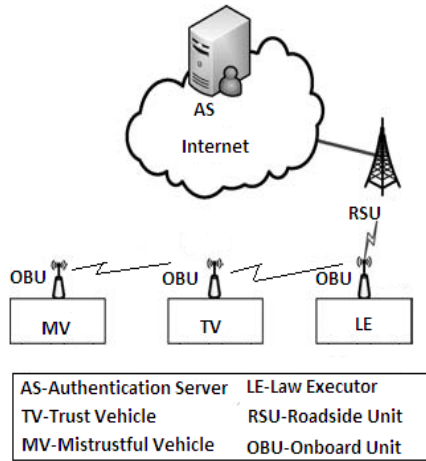 AS
Internet
RSU
OBU OBU OBU
MV TV LE
AS-Authentication Server LE-Law Executor
TV-Trust Vehicle RSU-Roadside Unit
MV-Mistrustful Vehicle OBU-Onboard Unit